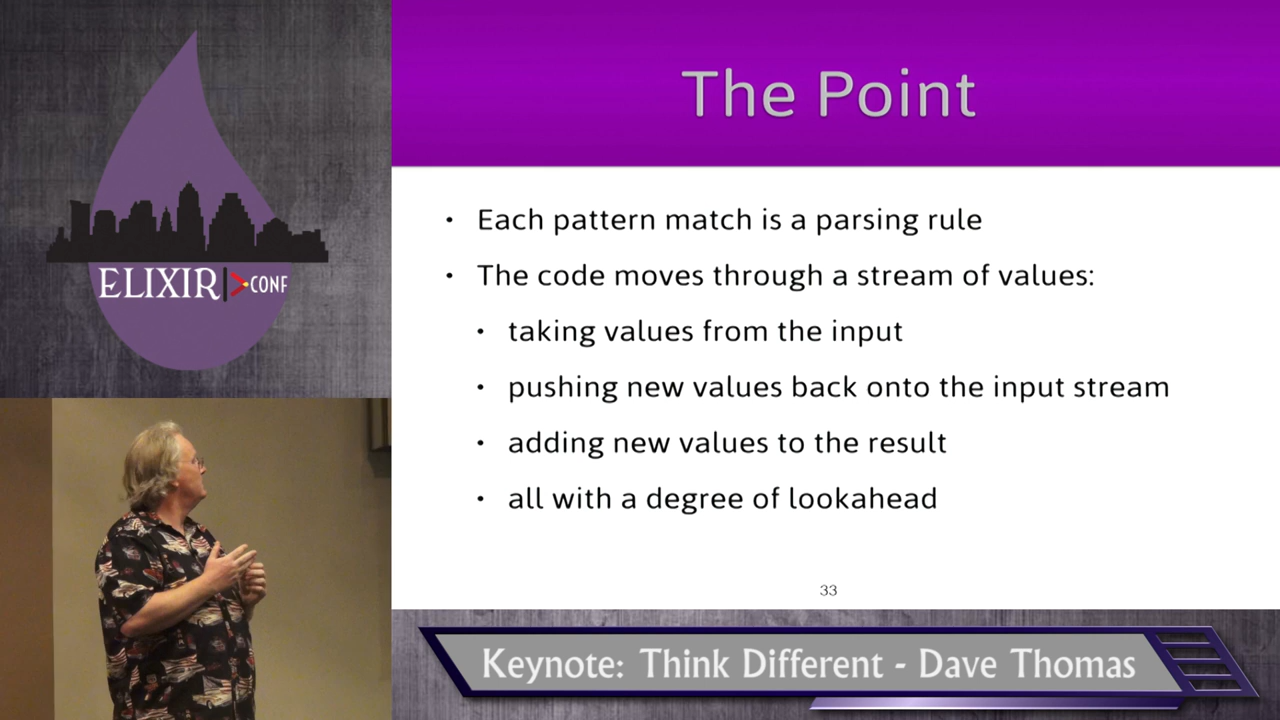 ELIXIR CONF
The Point
• Each pattern match is a parsing rule
• The code moves through a stream of values:
• taking values from the input
• pushing new values back onto the input stream
• adding new values to the result
• all with a degree of lookahead
33
Keynote: Think Different - Dave Thomas